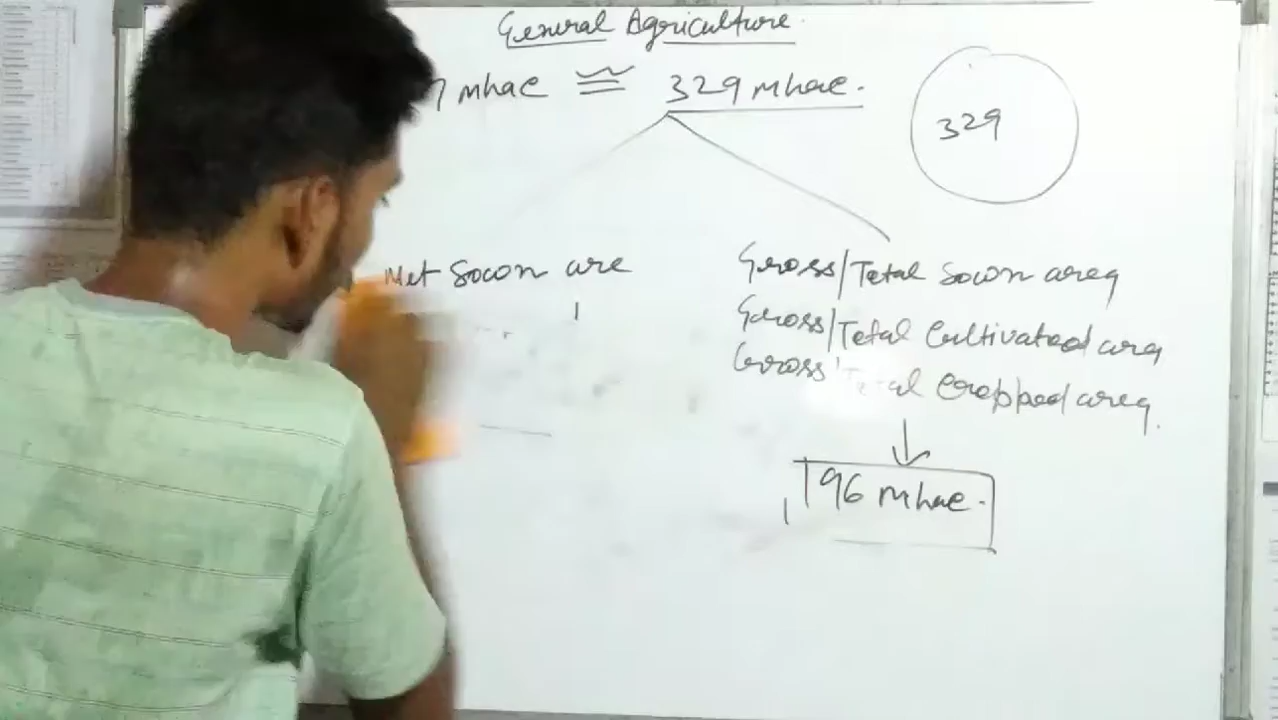 General Agriculture
7 mhae ≅ 329 mhae.
329
Net Sown are
Gross/Total Sown area
Gross/Total Cultivated area
Gross/Total Cropped area.
196 mhae.